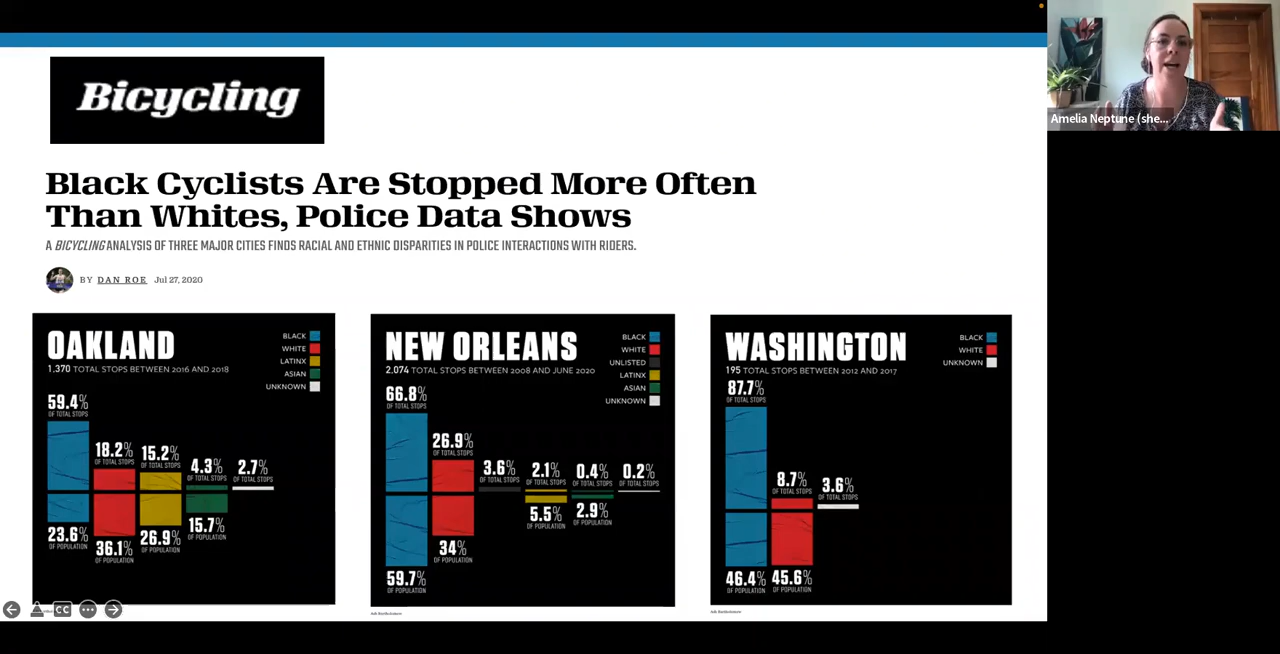 Bicycling
Black Cyclists Are Stopped More Often
Than Whites, Police Data Shows
A BICYCLING ANALYSIS OF THREE MAJOR CITIES FINDS RACIAL AND ETHNIC DISPARITIES IN POLICE INTERACTIONS WITH RIDERS.
BY DAN ROE Jul 27, 2020
OAKLAND
1,370 TOTAL STOPS BETWEEN 2016 AND 2018
BLACK
WHITE
LATINX
ASIAN
UNKNOWN
59.4%
OF TOTAL STOPS
18.2%
OF TOTAL STOPS
15.2%
OF TOTAL STOPS
4.3%
OF TOTAL STOPS
2.7%
OF TOTAL STOPS
23.6%
OF POPULATION
36.1%
OF POPULATION
26.9%
OF POPULATION
15.7%
OF POPULATION
NEW ORLEANS
2,074 TOTAL STOPS BETWEEN 2008 AND JUNE 2020
BLACK
WHITE
UNLISTED
LATINX
ASIAN
UNKNOWN
66.8%
OF TOTAL STOPS
26.9%
OF TOTAL STOPS
3.6%
OF TOTAL STOPS
2.1%
OF TOTAL STOPS
0.4%
OF TOTAL STOPS
0.2%
OF TOTAL STOPS
59.7%
OF POPULATION
34%
OF POPULATION
5.5%
OF POPULATION
2.9%
OF POPULATION
WASHINGTON
195 TOTAL STOPS BETWEEN 2012 AND 2017
BLACK
WHITE
UNKNOWN
87.7%
OF TOTAL STOPS
8.7%
OF TOTAL STOPS
3.6%
OF TOTAL STOPS
46.4%
OF POPULATION
45.6%
OF POPULATION
CC
Amelia Neptune (she...